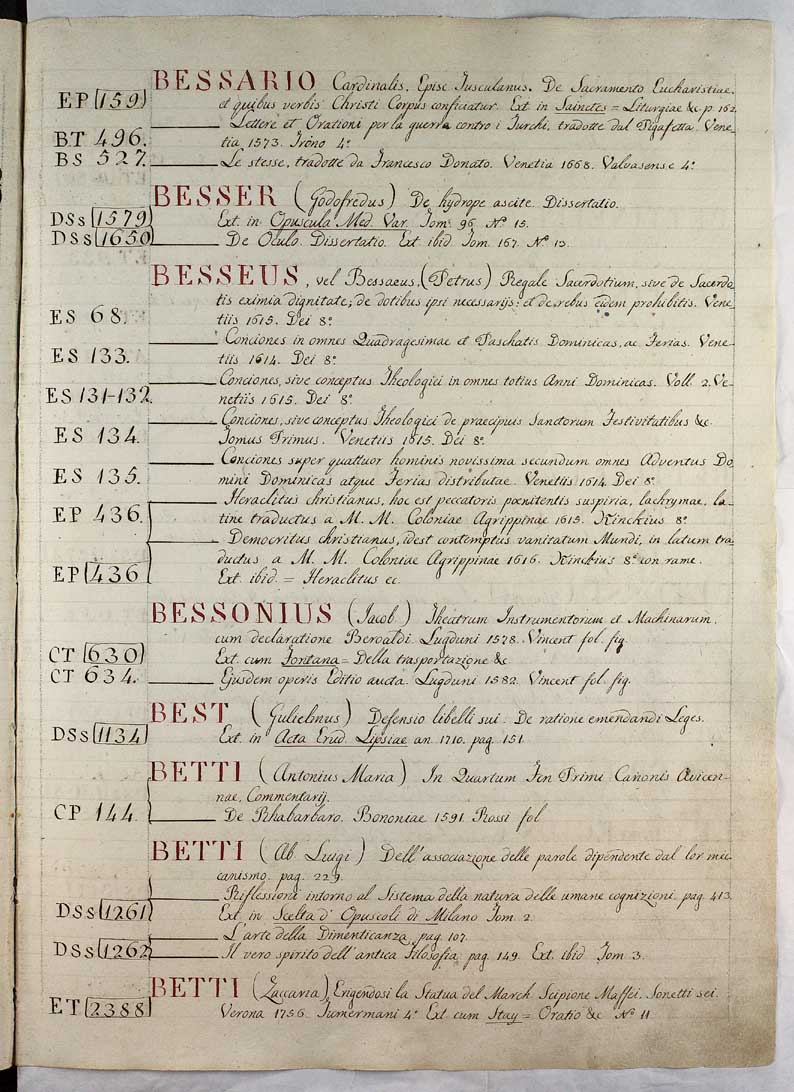 BESSARIO Cardinalis, Episc Tusculanus. De Sacramento Eucharistiae,
EP 159 et quibus verbis Christi Corpus conficiatur. Ext in Sainctes = Liturgiae &c p 162.
Lettere et Orationi per la guerra contro i Turchi, tradotte dal Pigafetta. Vene=
BT 496. tia, 1573. 4°
BS 527. Le stesse, tradotte da Francesco Donato. Venetia 1668. Valvasense 4°
BESSER (Godofredus) De hydrope ascite. Dissertatio.
DSs 1579 Ext. in Opuscula Med. Var. Tom. 96. N° 15.
DSs 1650 De Oculo. Dissertatio. Ext. ibid. Tom. 167. N° 13.
BESSEUS, vel Bessaeus, (Petrus) Regale Sacerdotium, sive de Sacerdo=
tis eximia dignitate; de dotibus ipsi necessarijs; et de rebus eidem prohibitis. Vene=
ES 68. tiis 1615. Dei 8°
Conciones in omnes Quadragesimae et Paschatis Dominicas, ac Ferias. Vene=
ES 133. tiis 1614. Dei 8°
Conciones, sive conceptus Theologici in omnes totius Anni Dominicas. Voll. 2. Ve=
ES 131-132. netiis 1615. Dei 8°
Conciones, sive conceptus Theologici de praecipuis Sanctorum Festivitatibus &c.
ES 134. Tomus Primus. Venetiis 1615. Dei 8°
Conciones super quattuor hominis novissima secundum omnes Adventus Do=
ES 135. mini Dominicas atque Ferias distributae. Venetiis 1614. Dei 8°
Heraclitus christianus, hoc est peccatoris poenitentis suspiria, lachrymae, la=
EP 436. tine traductus a M. M. Coloniae Agrippinae 1615. Kinckius 8°
Democritus christianus, idest contemptus vanitatum Mundi, in latum tra=
ductus a M. M. Coloniae Agrippinae 1616. Kinckius 8° con rame.
EP 436 Ext. ibid. = Heraclitus ec.
BESSONIUS (Jacob.) Theatrum Instrumentorum et Machinarum,
cum declaratione Beroaldi. Lugduni 1578. Vincent fol. fig.
CT 630 Ext. cum Fontana = Della trasportazione &c
CT 634. Ejusdem operis Editio aucta. Lugduni 1582. Vincent fol. fig.
BEST (Gulielmus) Defensio libelli sui. De ratione emendandi Leges.
DSs 1134 Ext. in Acta Erud. Lipsiae an. 1710. pag. 151.
BETTI (Antonius Maria) In Quartum Fen Primi Canonis Avicen=
nae, Commentarij.
CP 144. De Rhabarbaro. Bononiae 1591. Rossi fol
BETTI (Ab. Luigi) Dell'associazione delle parole dipendente dal lor mec=
canismo. pag. 229.
Riflessioni intorno al Sistema della natura delle umane cognizioni. pag. 413.
DSs 1261 Ext. in Scelta d'Opuscoli di Milano Tom. 2.
L'arte della Dimenticanza, pag. 107.
DSs 1262 Il vero spirito dell'antica Filosofia, pag. 149. Ext. ibid. Tom. 3.
BETTI (Zaccaria) Erigendosi la Statua del March. Scipione Maffei. Sonetti sei.
ET 2388 Verona 1756. Tumermani 4° Ext. cum Stay = Oratio &c N° 11